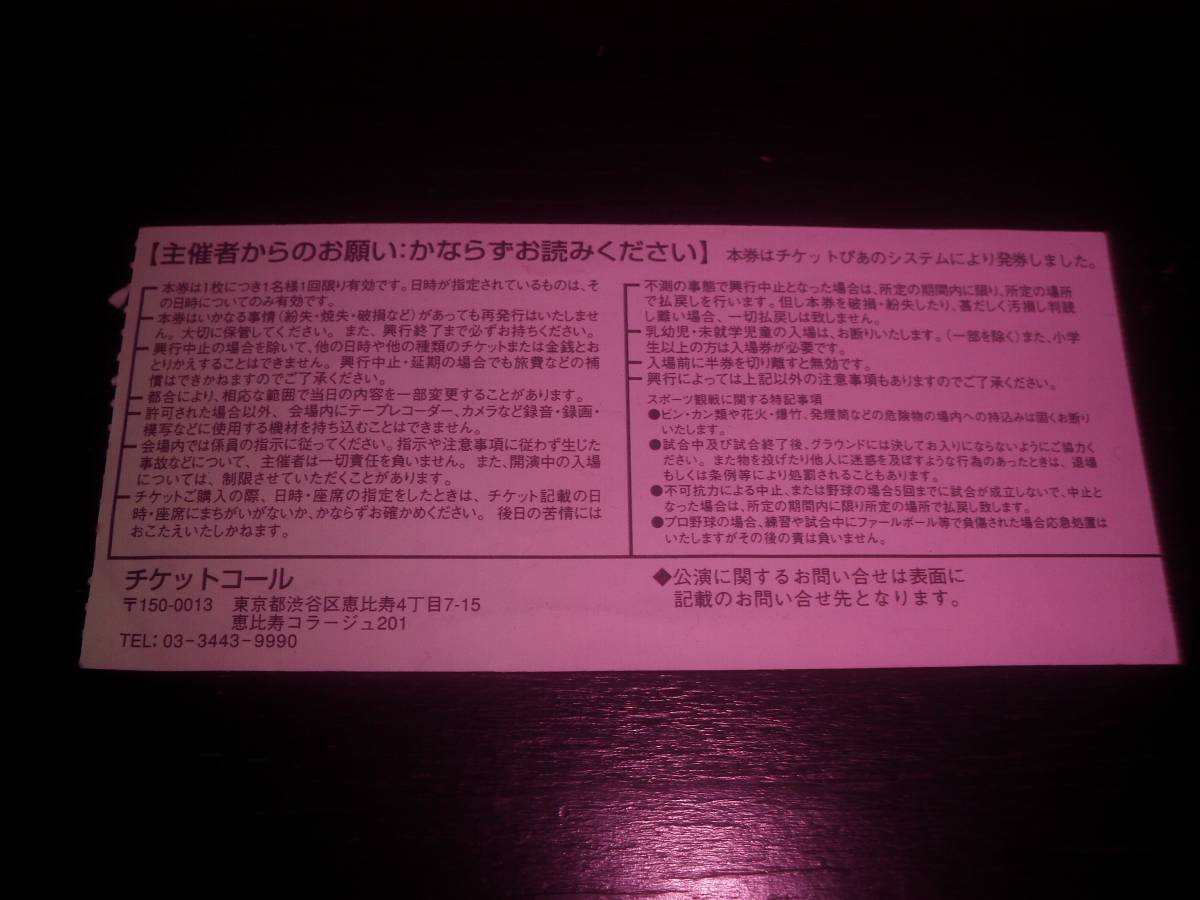 【主催者からのお願い:かならずお読みください】 本券はチケットぴあのシステムにより発券しました。
本券は1枚につき1名様1回限り有効です。日時が指定されているものは、そ
の日時についてのみ有効です。
本券はいかなる事情(紛失・焼失・破損など)があっても再発行はいたしませ
ん。大切に保管してください。また、興行終了まで必ずお持ちください。
興行中止の場合を除いて、他の日時や他の種類のチケットまたは金銭とお
とりかえすることはできません。興行中止・延期の場合でも旅費などの補
償はできかねますのでご了承ください。
都合により、相応な範囲で当日の内容を一部変更することがあります。
許可された場合以外、会場内にテープレコーダー、カメラなど録音・録画・
模写などに使用する機材を持ち込むことはできません。
会場内では係員の指示に従ってください。指示や注意事項に従わず生じた
事故などについて、主催者は一切責任を負いません。また、開演中の入場
については、制限させていただくことがあります。
チケットご購入の際、日時・座席の指定をしたときは、チケット記載の日
時・座席にまちがいがないか、かならずお確かめください。後日の苦情には
おこたえいたしかねます。
不測の事態で興行中止となった場合は、所定の期間内に限り、所定の場所
で払戻しを行います。但し本券を破損・紛失したり、甚だしく汚損し判読
し難い場合、一切払戻しは致しません。
乳幼児・未就学児童の入場は、お断りいたします。(一部を除く)また、小学
生以上の方は入場券が必要です。
入場前に半券を切り離すと無効です。
興行によっては上記以外の注意事項もありますのでご了承ください。
スポーツ観戦に関する特記事項
●ビン・カン類や花火・爆竹、発煙筒などの危険物の場内への持込みは固くお断り
いたします。
●試合中及び試合終了後、グラウンドには決してお入りにならないようにご協力く
ださい。また物を投げたり他人に迷惑を及ぼすような行為のあったときは、退場
もしくは条例等により処罰されることもあります。
●不可抗力による中止、または野球の場合5回までに試合が成立しないで、中止と
なった場合は、所定の期間内に限り所定の場所で払戻し致します。
●プロ野球の場合、練習や試合中にファールボール等で負傷された場合応急処置は
いたしますがその後の責は負いません。
チケットコール
〒150-0013 東京都渋谷区恵比寿4丁目7-15
恵比寿コラージュ201
TEL: 03-3443-9990
◆公演に関するお問い合せは表面に
記載のお問い合せ先となります。